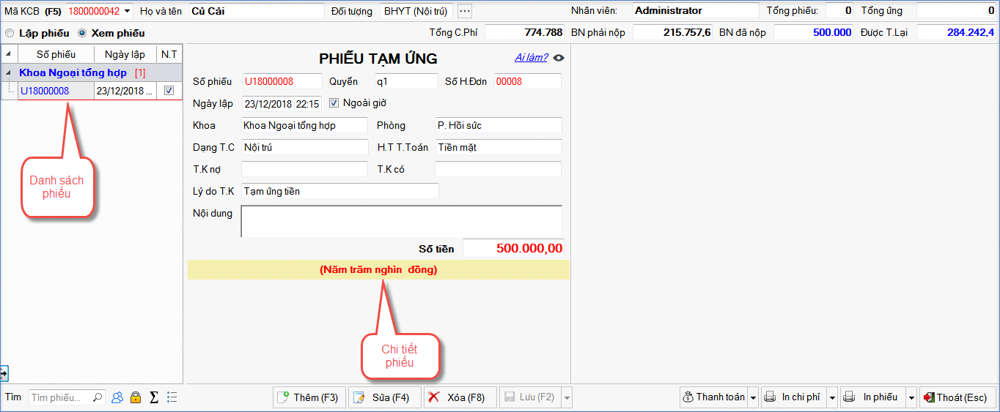 Mã KCB (F5) 1800000042 Họ và tên Củ Cải Đối tượng BHYT (Nội trú) ... Nhân viên: Administrator Tổng phiếu: 0 Tổng ứng 0
Lập phiếu Xem phiếu Tổng C.Phí 774.788 BN phải nộp 215.757,6 BN đã nộp 500.000 Được T.Lại 284.242,4
Số phiếu Ngày lập N.T
Khoa Ngoại tổng hợp [1]
U18000008 23/12/2018 ...
Danh sách
phiếu
PHIẾU TẠM ỨNG Ai làm?
Số phiếu U18000008 Quyển q1 Số H.Đơn 00008
Ngày lập 23/12/2018 22:15 Ngoài giờ
Khoa Khoa Ngoại tổng hợp Phòng P. Hồi sức
Dạng T.C Nội trú H.T T.Toán Tiền mặt
T.K nợ T.K có
Lý do T.K Tạm ứng tiền
Nội dung
Số tiền 500.000,00
(Năm trăm nghìn đồng)
Chi tiết
phiếu
Tìm Tìm phiếu... Σ Thêm (F3) Sửa (F4) Xóa (F8) Lưu (F2) Thanh toán In chi phí In phiếu Thoát (Esc)